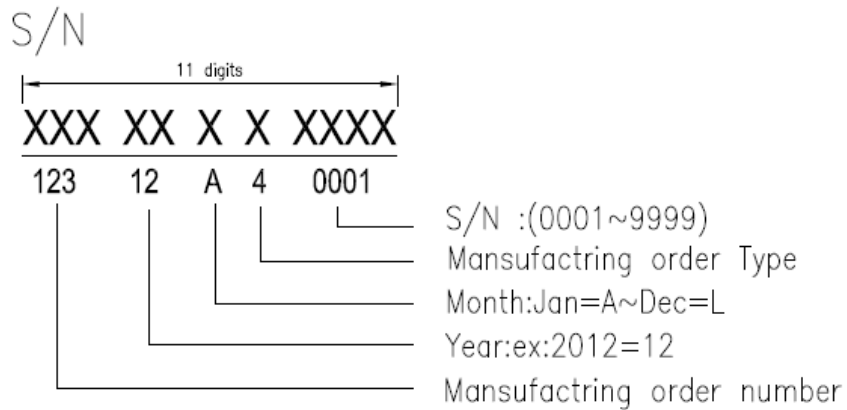 S/N
11 digits
XXX XX X X XXXX
123 12 A 4 0001
S/N :(0001~9999)
Mansufactring order Type
Month:Jan=A~Dec=L
Year:ex:2012=12
Mansufactring order number